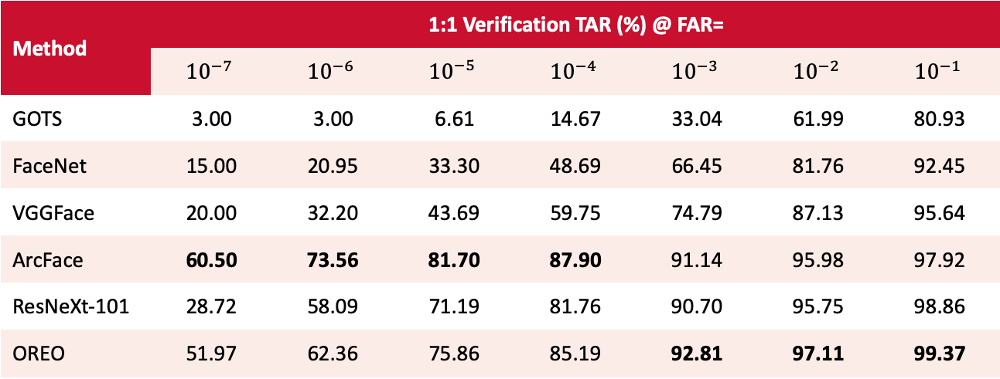 1:1 Verification TAR (%) @ FAR=
Method
10⁻⁷ 10⁻⁶ 10⁻⁵ 10⁻⁴ 10⁻³ 10⁻² 10⁻¹
GOTS 3.00 3.00 6.61 14.67 33.04 61.99 80.93
FaceNet 15.00 20.95 33.30 48.69 66.45 81.76 92.45
VGGFace 20.00 32.20 43.69 59.75 74.79 87.13 95.64
ArcFace 60.50 73.56 81.70 87.90 91.14 95.98 97.92
ResNeXt-101 28.72 58.09 71.19 81.76 90.70 95.75 98.86
OREO 51.97 62.36 75.86 85.19 92.81 97.11 99.37